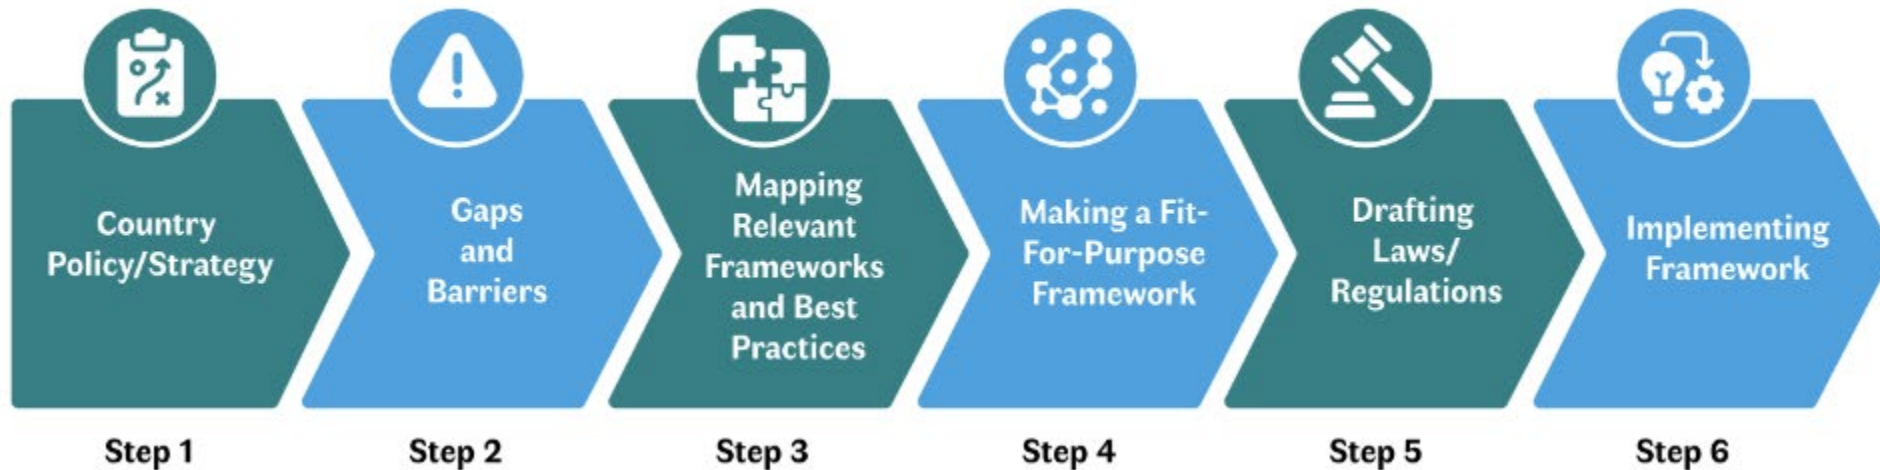 Country
Policy/Strategy
Gaps
and
Barriers
Mapping
Relevant
Frameworks
and Best
Practices
Making a Fit-
For-Purpose
Framework
Drafting
Laws/
Regulations
Implementing
Framework
Step 1
Step 2
Step 3
Step 4
Step 5
Step 6